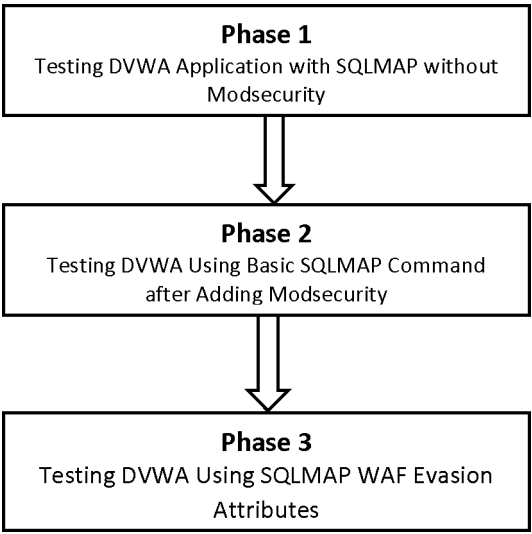 Phase 1
Testing DVWA Application with SQLMAP without
Modsecurity
Phase 2
Testing DVWA Using Basic SQLMAP Command
after Adding Modsecurity
Phase 3
Testing DVWA Using SQLMAP WAF Evasion
Attributes